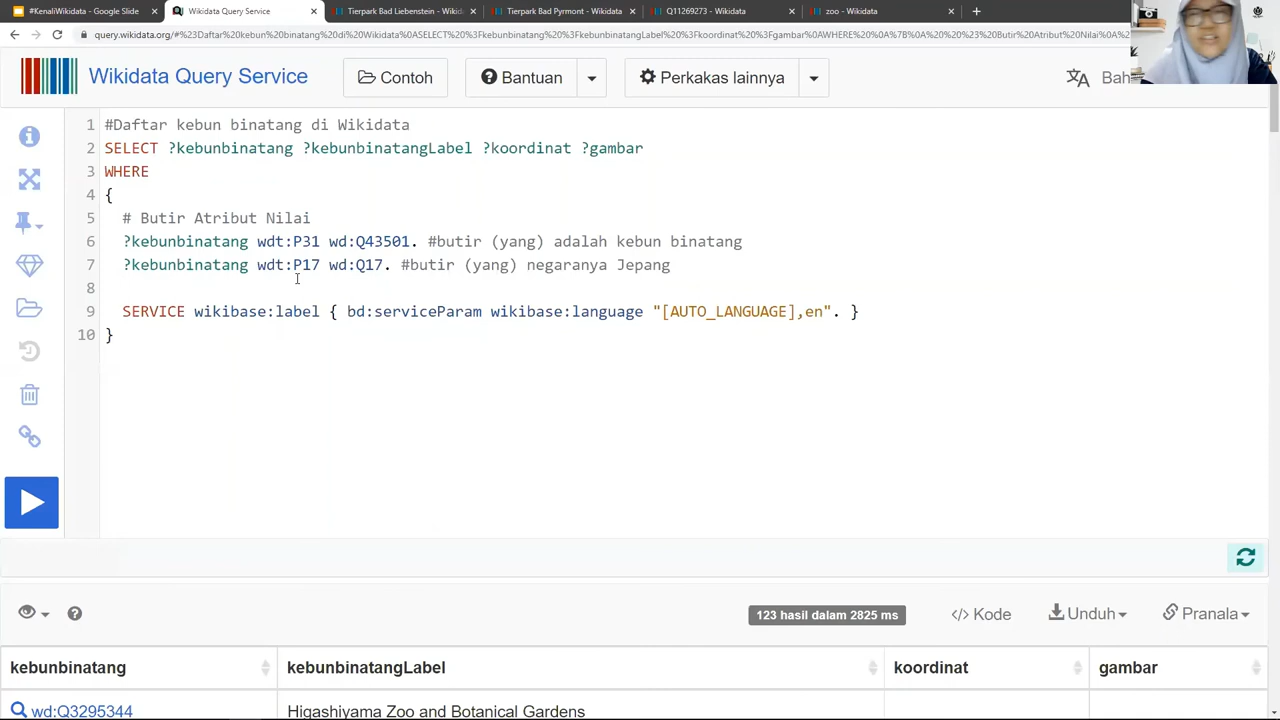 #KenaliWikidata - Google Slide
Wikidata Query Service
Tierpark Bad Liebenstein - Wikid
Tierpark Bad Pyrmont - Wikidata
Q11269273 - Wikidata
zoo - Wikidata
Wikidata Query Service
Contoh
Bantuan
Perkakas lainnya
1 #Daftar kebun binatang di Wikidata
2 SELECT ?kebunbinatang ?kebunbinatangLabel ?koordinat ?gambar
3 WHERE
4 {
5 # Butir Atribut Nilai
6 ?kebunbinatang wdt:P31 wd:Q43501. #butir (yang) adalah kebun binatang
7 ?kebunbinatang wdt:P17 wd:Q17. #butir (yang) negaranya Jepang
8
9 SERVICE wikibase:label { bd:serviceParam wikibase:language "[AUTO_LANGUAGE],en". }
10 }
123 hasil dalam 2825 ms
</> Kode
Unduh
Pranala
kebunbinatang kebunbinatangLabel koordinat gambar
wd:Q3295344 Higashiyama Zoo and Botanical Gardens